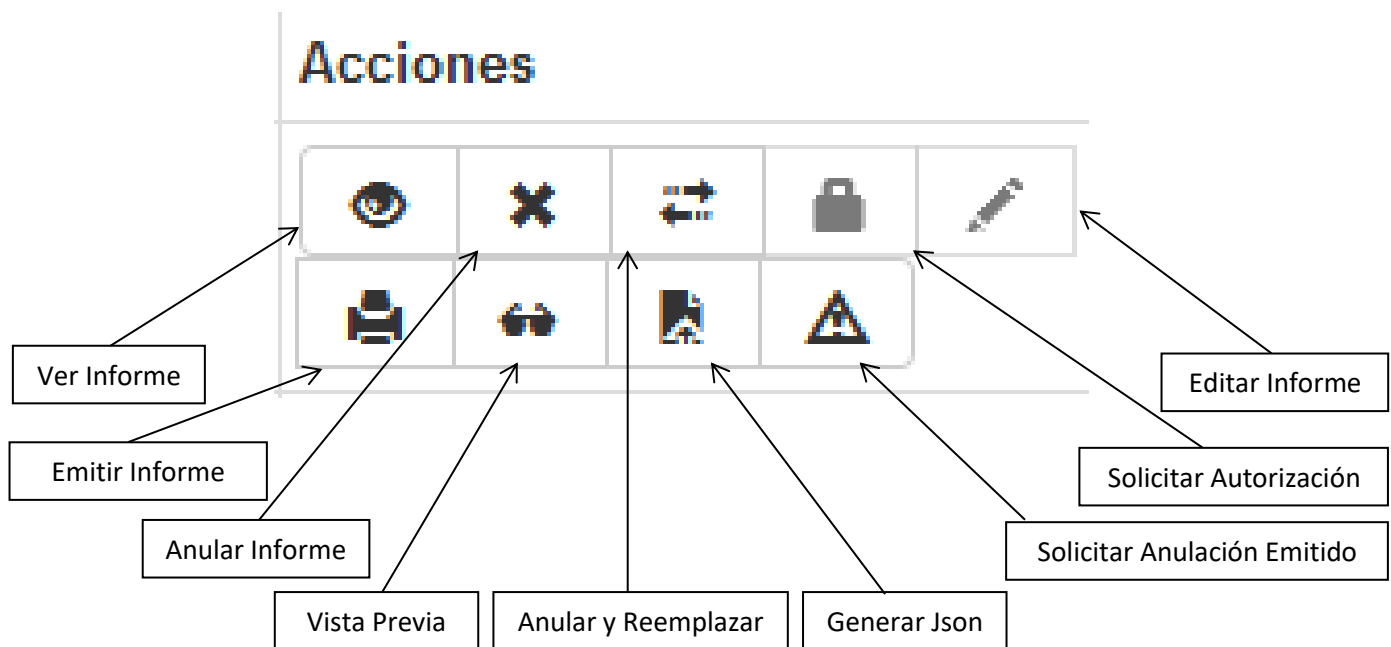 Acciones
Ver Informe
Editar Informe
Emitir Informe
Solicitar Autorización
Anular Informe
Solicitar Anulación Emitido
Vista Previa
Anular y Reemplazar
Generar Json